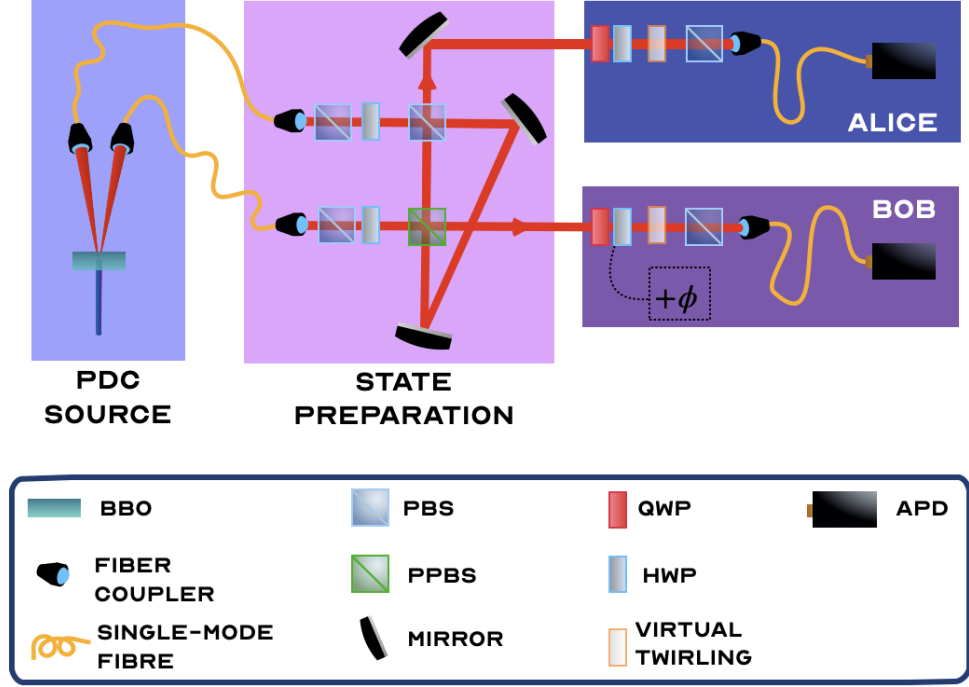 ALICE
BOB
+ϕ
PDC
SOURCE
STATE
PREPARATION
BBO
PBS
QWP
APD
FIBER
COUPLER
PPBS
HWP
SINGLE-MODE
FIBRE
MIRROR
VIRTUAL
TWIRLING